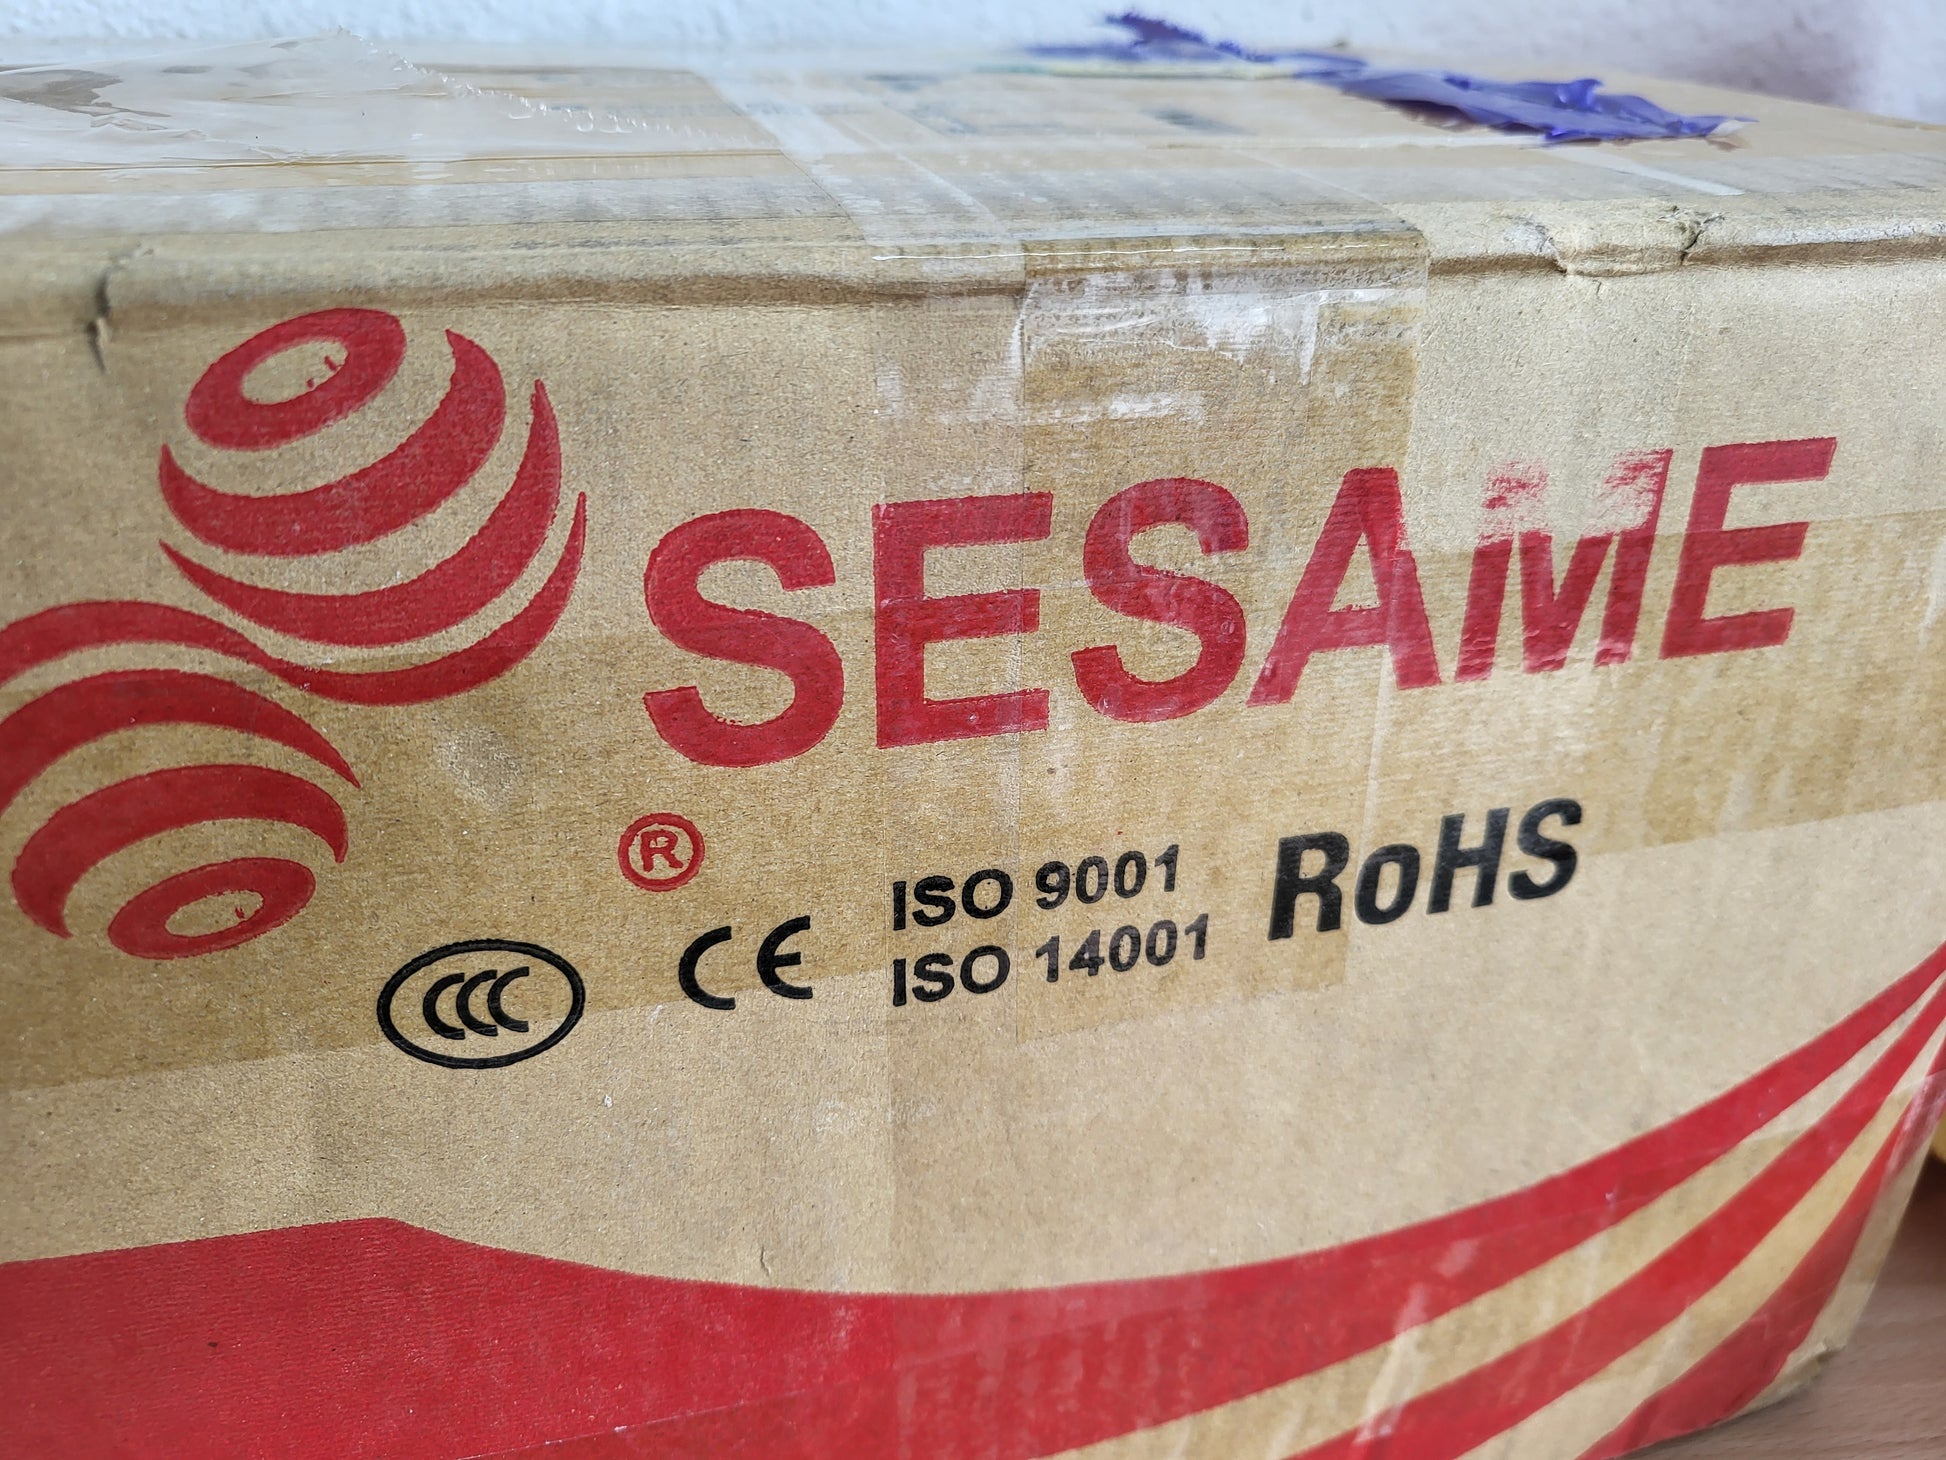 SESAME
®
CCC
CE
ISO 9001
ISO 14001
RoHS